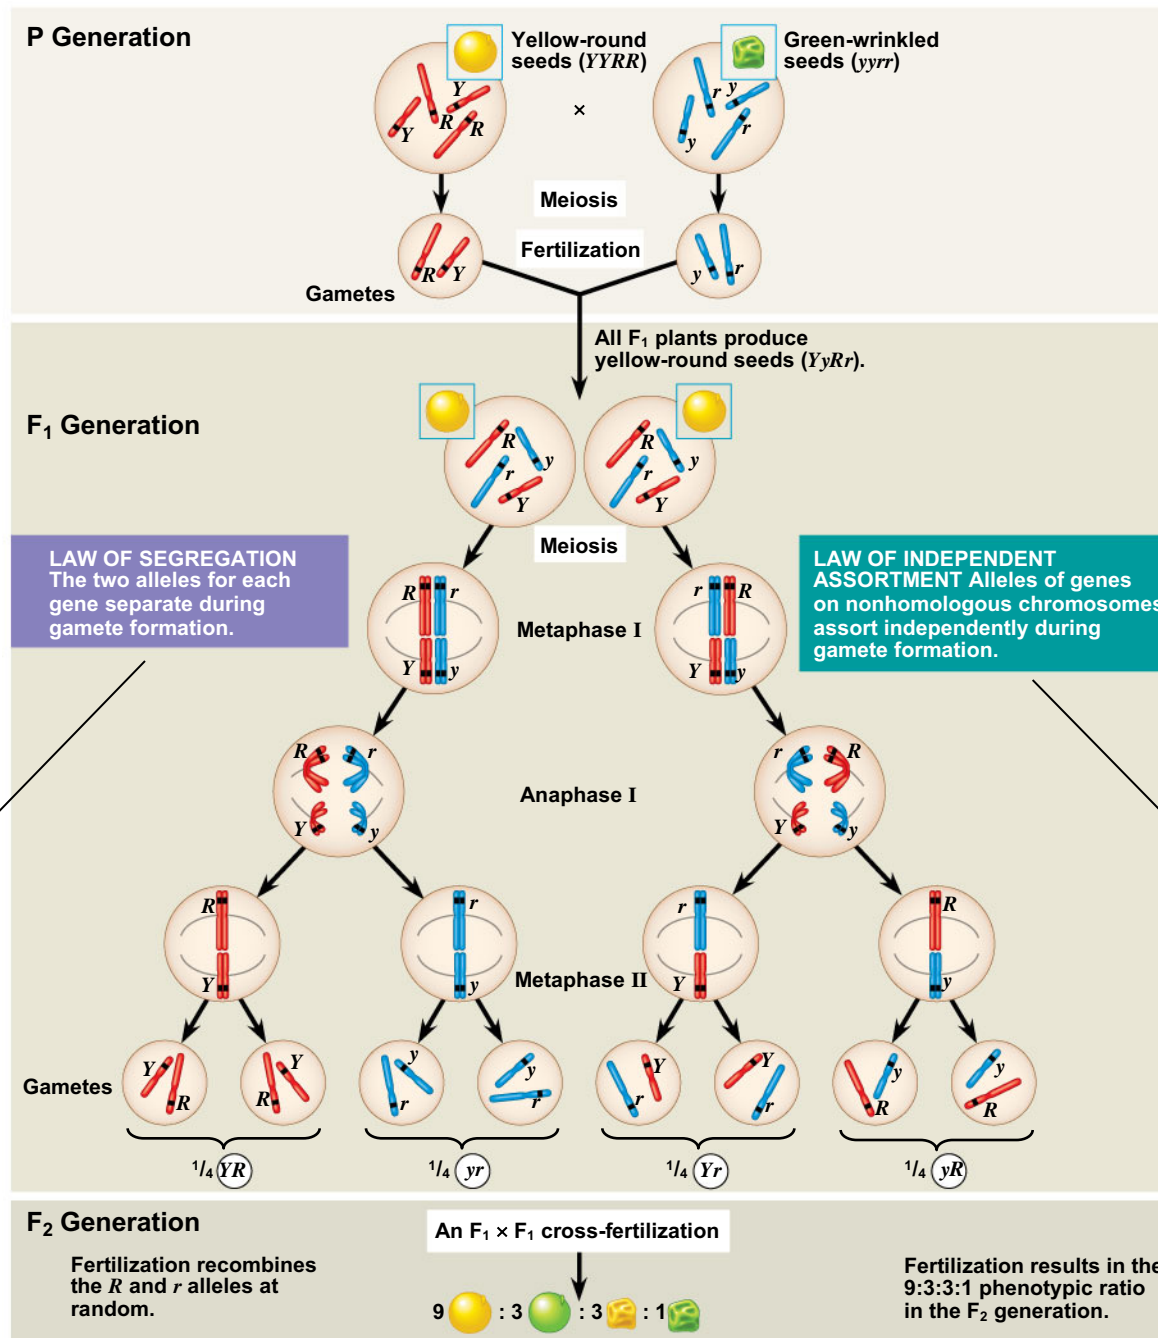 P Generation
Yellow-round
seeds (YYRR)
Green-wrinkled
seeds (yyrr)
Y
Y
R
R
×
r
y
y
r
Meiosis
Fertilization
R
Y
y
r
Gametes
All F₁ plants produce
yellow-round seeds (YyRr).
F₁ Generation
R
y
r
Y
R
y
r
Y
Meiosis
LAW OF SEGREGATION
The two alleles for each
gene separate during
gamete formation.
LAW OF INDEPENDENT
ASSORTMENT Alleles of genes
on nonhomologous chromosomes
assort independently during
gamete formation.
R
r
Y
y
Metaphase I
r
R
Y
y
R
r
Y
y
Anaphase I
r
R
Y
y
R
Y
r
y
Metaphase II
r
Y
R
y
Gametes
Y
R
Y
R
y
r
y
r
Y
r
Y
r
y
R
y
R
1/4 YR
1/4 yr
1/4 Yr
1/4 yR
F₂ Generation
An F₁ × F₁ cross-fertilization
Fertilization recombines
the R and r alleles at
random.
9 : 3 : 3 : 1
Fertilization results in the
9:3:3:1 phenotypic ratio
in the F₂ generation.